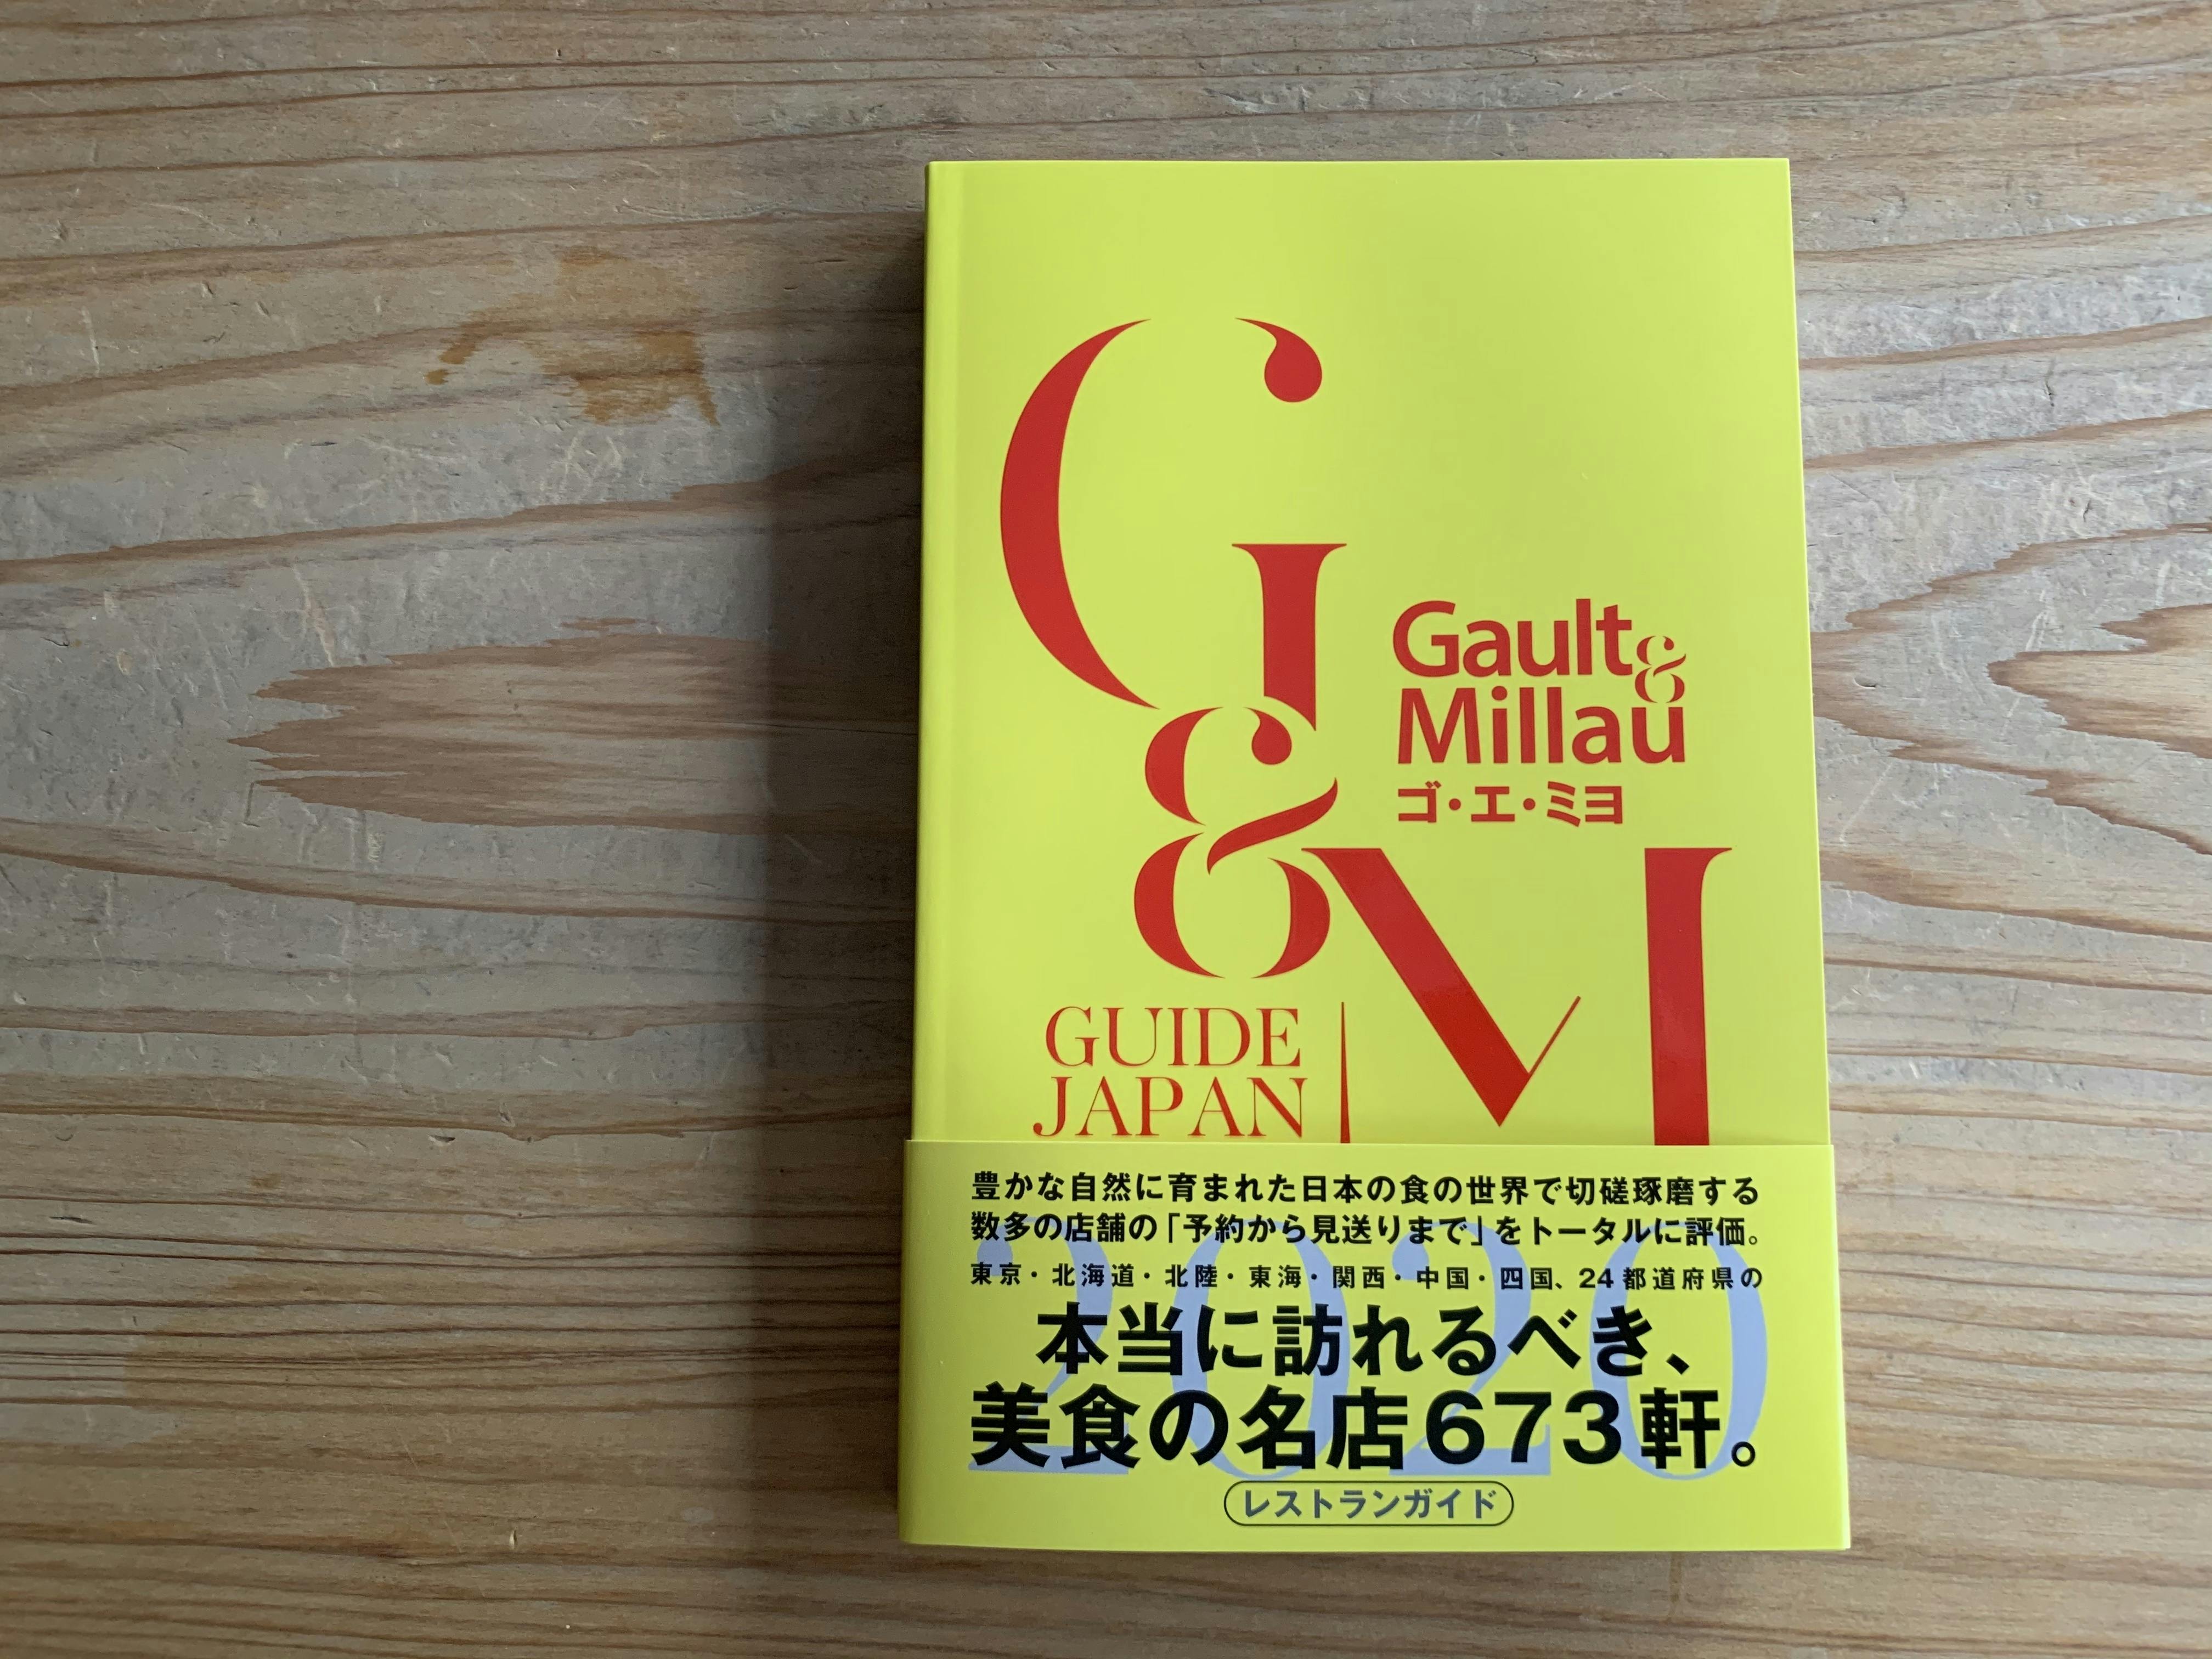 G
&
M
Gault&
Millau
ゴ・エ・ミヨ
GUIDE
JAPAN
豊かな自然に育まれた日本の食の世界で切磋琢磨する
数多の店舗の「予約から見送りまで」をトータルに評価。
東京・北海道・北陸・東海・関西・中国・四国、24都道府県の
本当に訪れるべき、
美食の名店673軒。
2020
レストランガイド